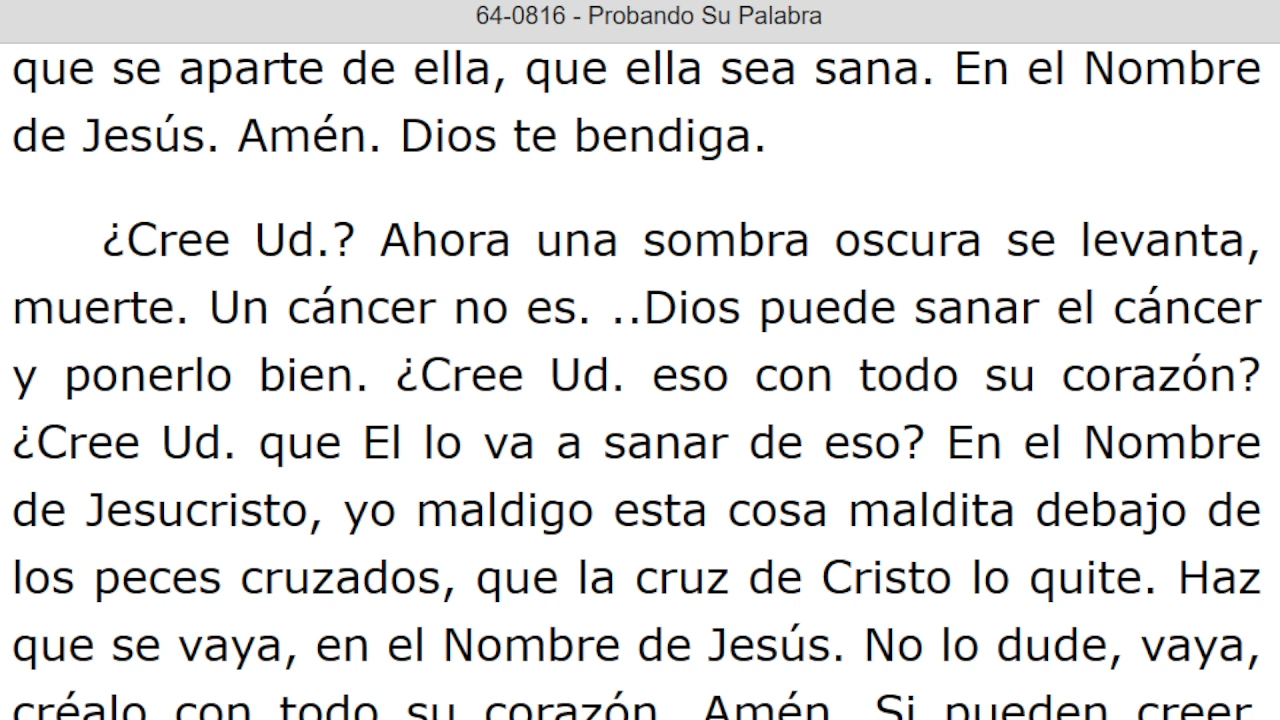 64-0816 - Probando Su Palabra
que se aparte de ella, que ella sea sana. En el Nombre
de Jesús. Amén. Dios te bendiga.
¿Cree Ud.? Ahora una sombra oscura se levanta,
muerte. Un cáncer no es. ..Dios puede sanar el cáncer
y ponerlo bien. ¿Cree Ud. eso con todo su corazón?
¿Cree Ud. que El lo va a sanar de eso? En el Nombre
de Jesucristo, yo maldigo esta cosa maldita debajo de
los peces cruzados, que la cruz de Cristo lo quite. Haz
que se vaya, en el Nombre de Jesús. No lo dude, vaya,
créalo con todo su corazón. Amén. Si pueden creer,